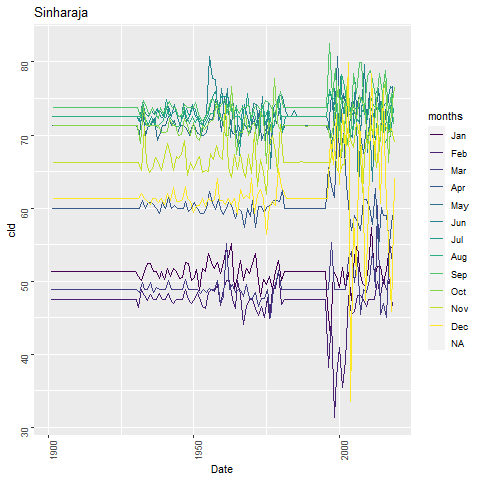 Sinharaja
cld
80
70
60
50
40
30
1900
1950
2000
Date
months
Jan
Feb
Mar
Apr
May
Jun
Jul
Aug
Sep
Oct
Nov
Dec
NA